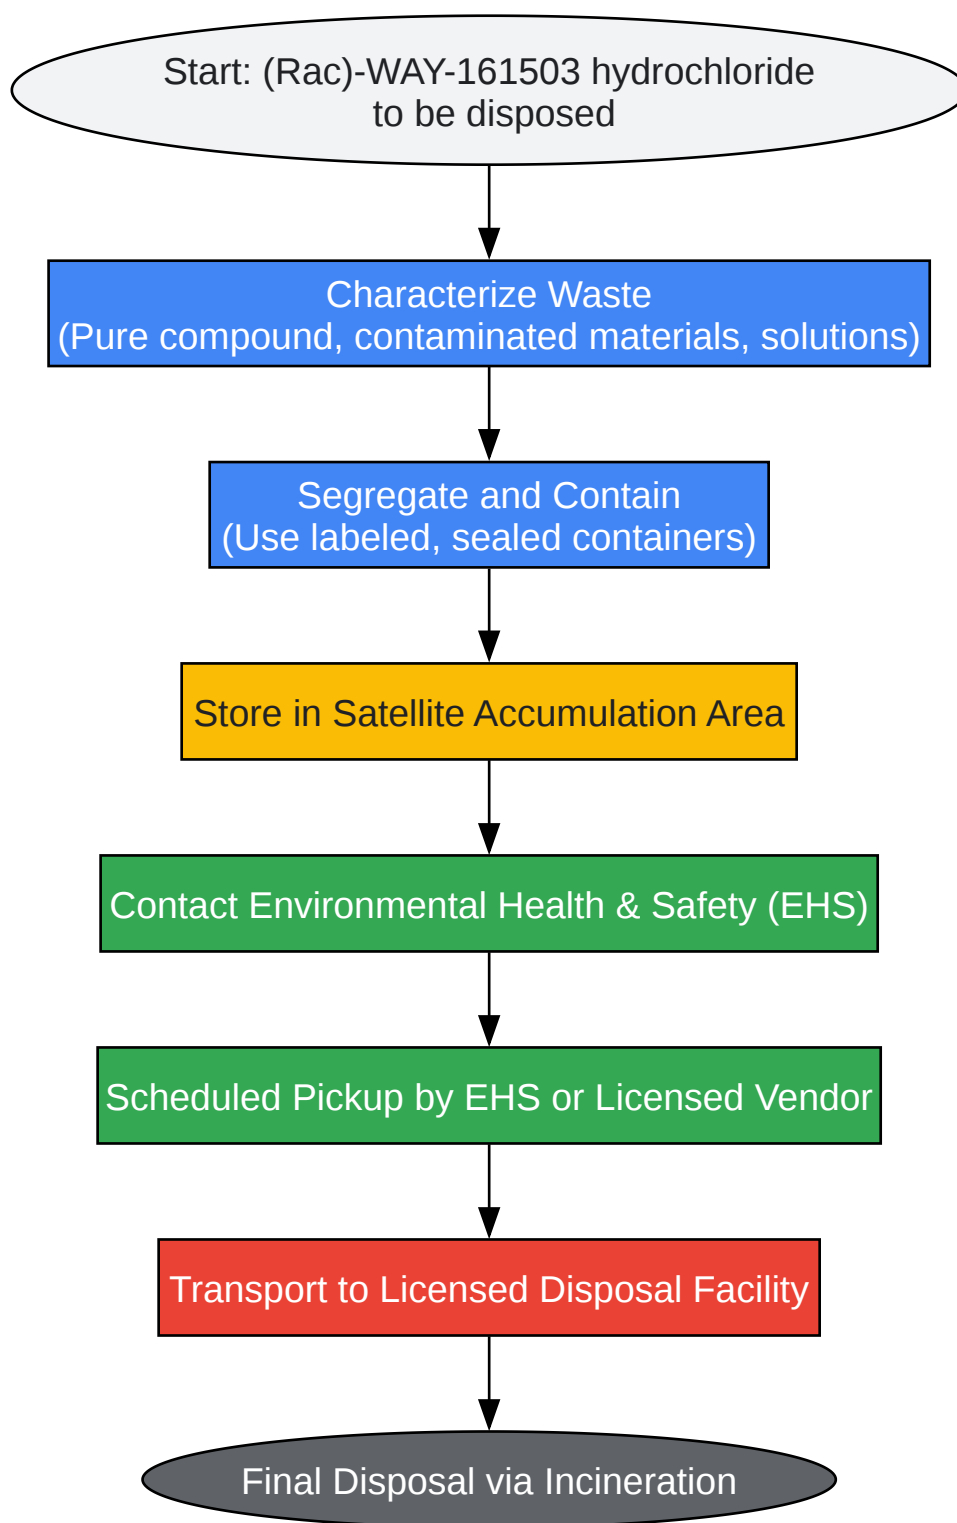 Start: (Rac)-WAY-161503 hydrochloride
to be disposed
Characterize Waste
(Pure compound, contaminated materials, solutions)
Segregate and Contain
(Use labeled, sealed containers)
Store in Satellite Accumulation Area
Contact Environmental Health & Safety (EHS)
Scheduled Pickup by EHS or Licensed Vendor
Transport to Licensed Disposal Facility
Final Disposal via Incineration